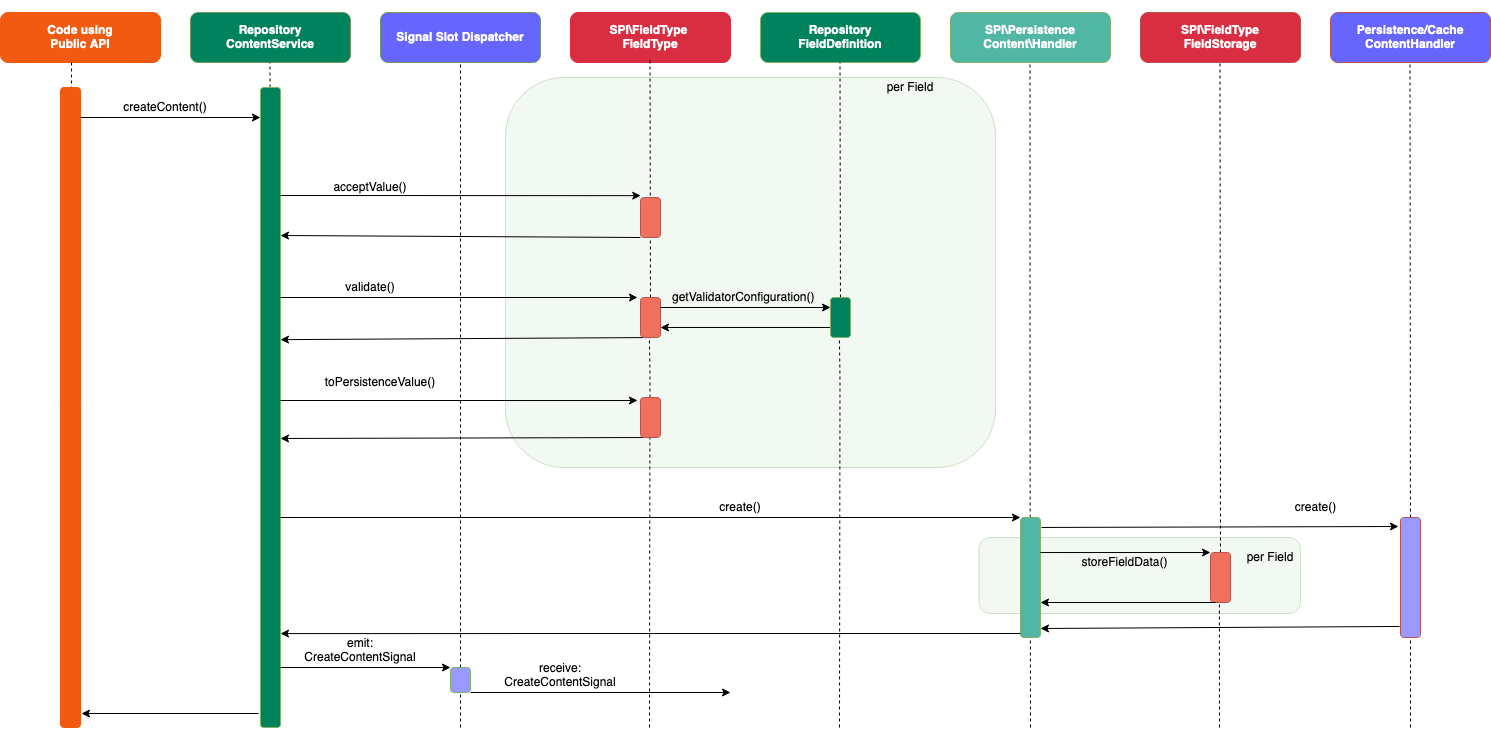 Code using
Public API
Repository
ContentService
Signal Slot Dispatcher
SPI\FieldType
FieldType
Repository
FieldDefinition
SPI\Persistence
Content\Handler
SPI\FieldType
FieldStorage
Persistence/Cache
ContentHandler
per Field
createContent()
acceptValue()
validate()
getValidatorConfiguration()
toPersistenceValue()
create()
create()
storeFieldData()
per Field
emit:
CreateContentSignal
receive:
CreateContentSignal